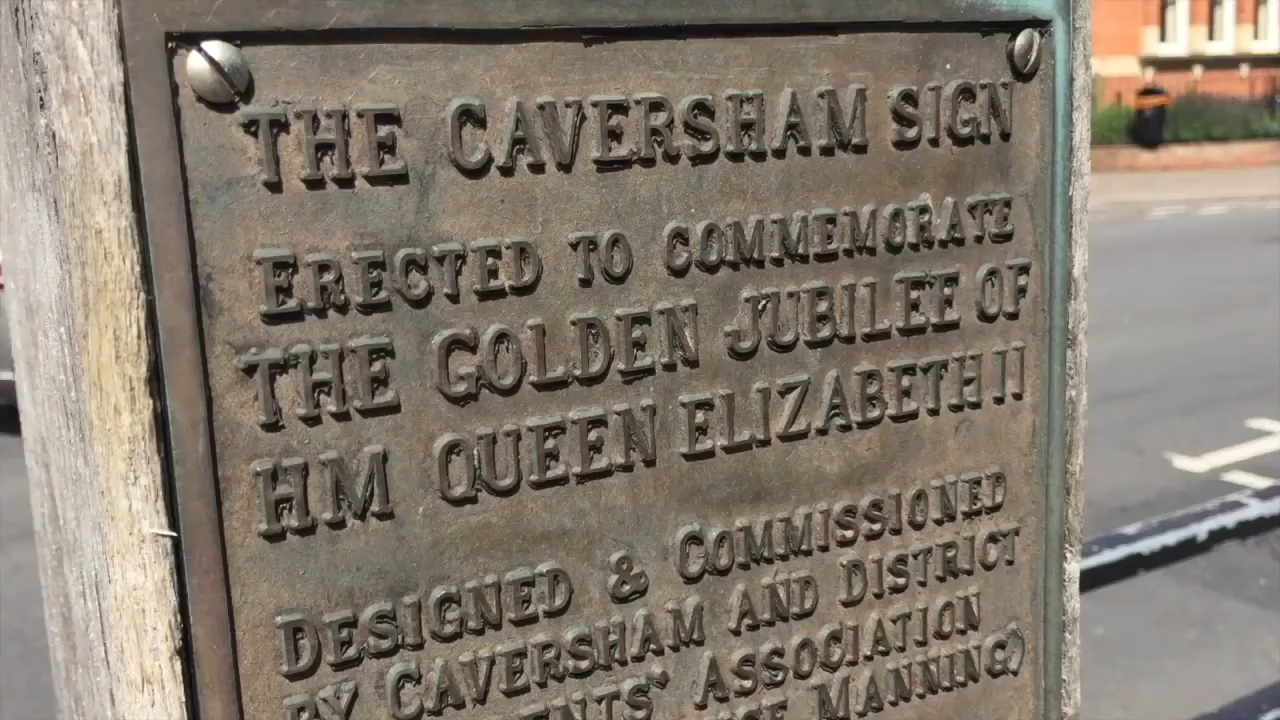 THE CAVERSHAM SIGN
ERECTED TO COMMEMORATE
THE GOLDEN JUBILEE OF
HM QUEEN ELIZABETH II
DESIGNED & COMMISSIONED
BY CAVERSHAM AND DISTRICT
ASSOCIATION
MANNING)